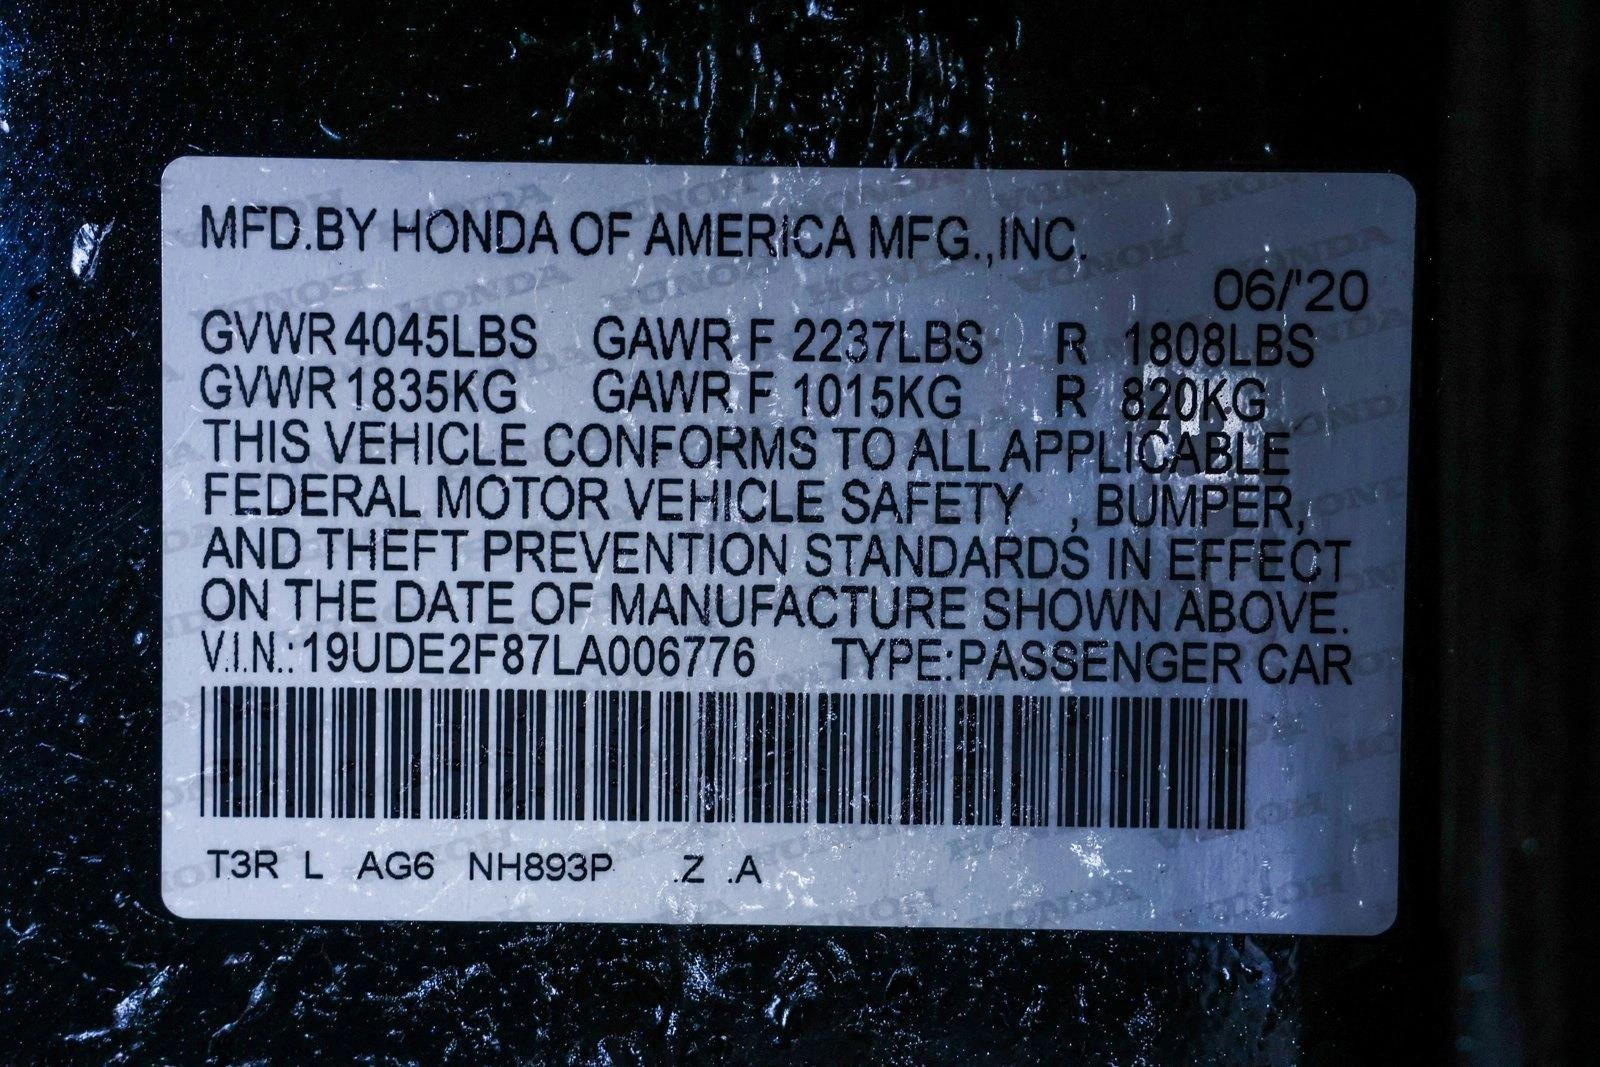 MFD.BY HONDA OF AMERICA MFG.,INC.
06/'20
GVWR 4045LBS GAWR F 2237LBS R 1808LBS
GVWR 1835KG GAWR F 1015KG R 820KG
THIS VEHICLE CONFORMS TO ALL APPLICABLE
FEDERAL MOTOR VEHICLE SAFETY , BUMPER,
AND THEFT PREVENTION STANDARDS IN EFFECT
ON THE DATE OF MANUFACTURE SHOWN ABOVE.
V.I.N.:19UDE2F87LA006776 TYPE:PASSENGER CAR
T3R L AG6 NH893P .Z .A